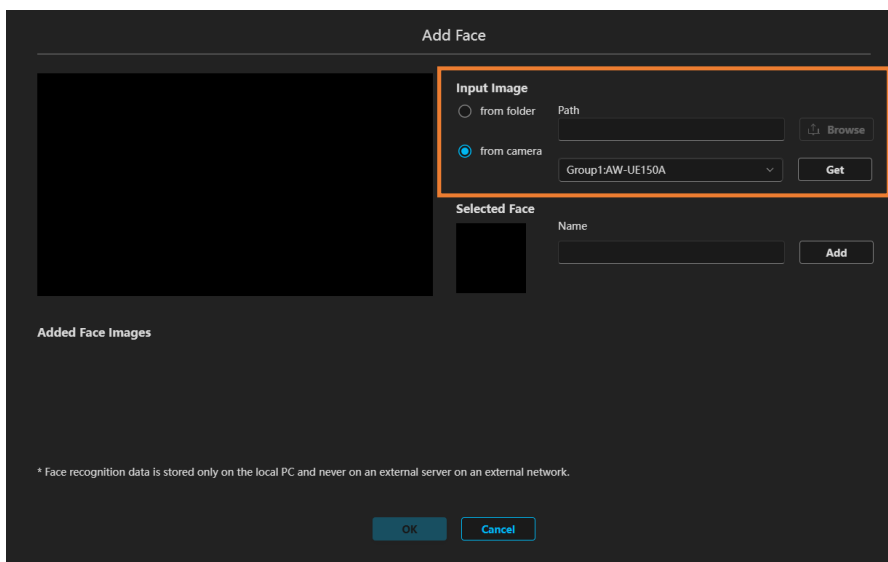 Add Face
Input Image
from folder
Path
Browse
from camera
Group1:AW-UE150A
Get
Selected Face
Name
Add
Added Face Images
* Face recognition data is stored only on the local PC and never on an external server on an external network.
OK
Cancel